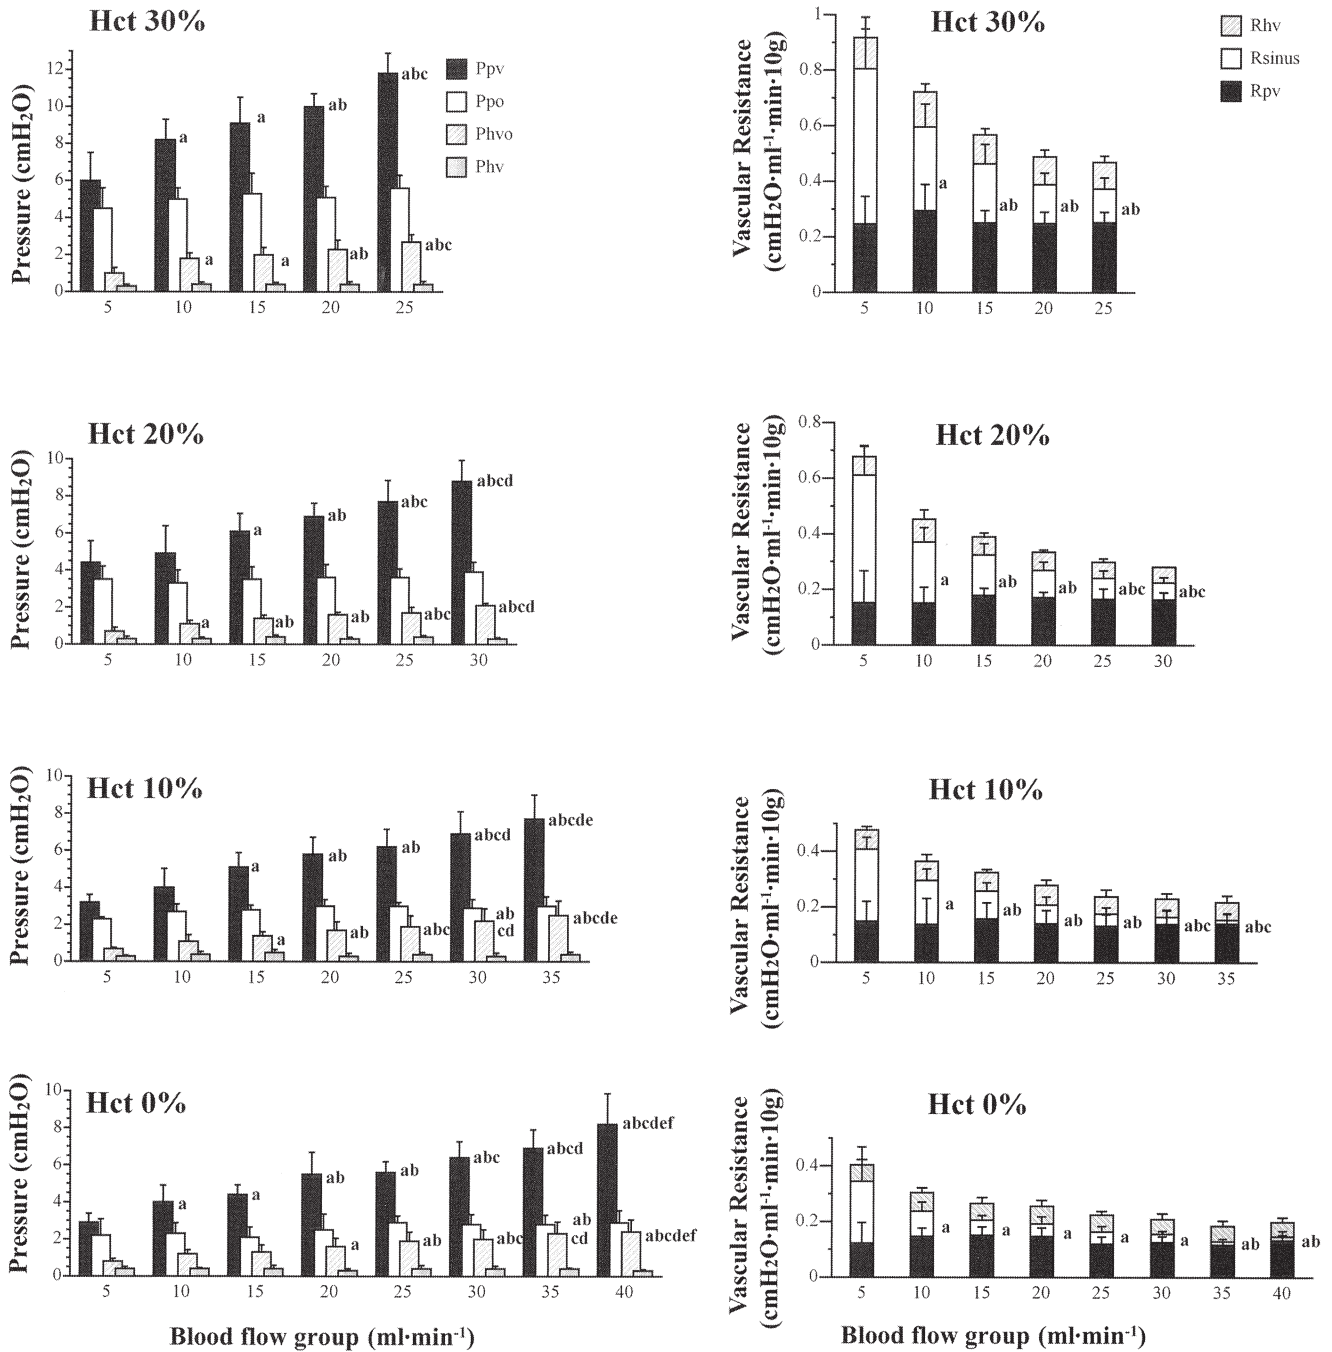 Hct 30%
Pressure (cmH2O)
12
10
8
6
4
2
0
abc
ab
a
a
abc
ab
a
a
5 10 15 20 25
Ppv
Ppo
Phvo
Phv
Hct 30%
Vascular Resistance
(cmH2O·ml-1·min·10g)
1
0.8
0.6
0.4
0.2
0
a
ab
ab
ab
5 10 15 20 25
Rhv
Rsinus
Rpv
Hct 20%
Pressure (cmH2O)
10
8
6
4
2
0
a
ab
abc
abcd
a
ab
ab
abc
abcd
5 10 15 20 25 30
Hct 20%
Vascular Resistance
(cmH2O·ml-1·min·10g)
0.8
0.6
0.4
0.2
0
a
ab
ab
abc
abc
5 10 15 20 25 30
Hct 10%
Pressure (cmH2O)
10
8
6
4
2
0
a
ab
ab
abcd
abcde
a
ab
abc
ab
cd
abcde
5 10 15 20 25 30 35
Hct 10%
Vascular Resistance
(cmH2O·ml-1·min·10g)
0.4
0.2
0
a
ab
ab
ab
abc
abc
5 10 15 20 25 30 35
Hct 0%
Pressure (cmH2O)
10
8
6
4
2
0
a
a
ab
ab
abc
abcd
abcdef
a
ab
abc
ab
cd
abcdef
5 10 15 20 25 30 35 40
Blood flow group (ml·min-1)
Hct 0%
Vascular Resistance
(cmH2O·ml-1·min·10g)
0.4
0.2
0
a
a
a
a
a
ab
ab
5 10 15 20 25 30 35 40
Blood flow group (ml·min-1)